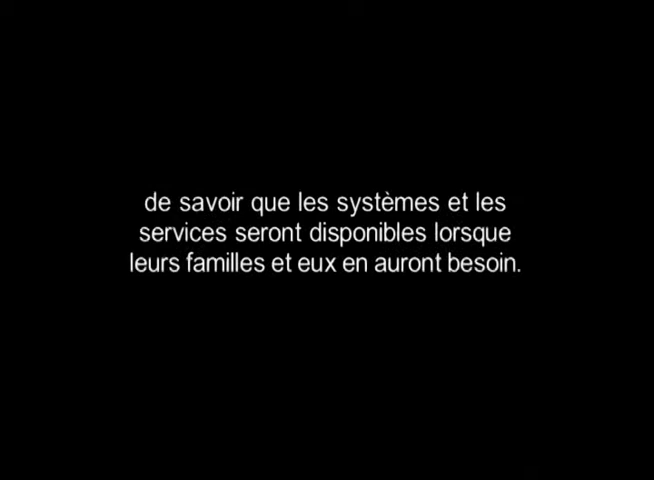 de savoir que les systèmes et les
services seront disponibles lorsque
leurs familles et eux en auront besoin.